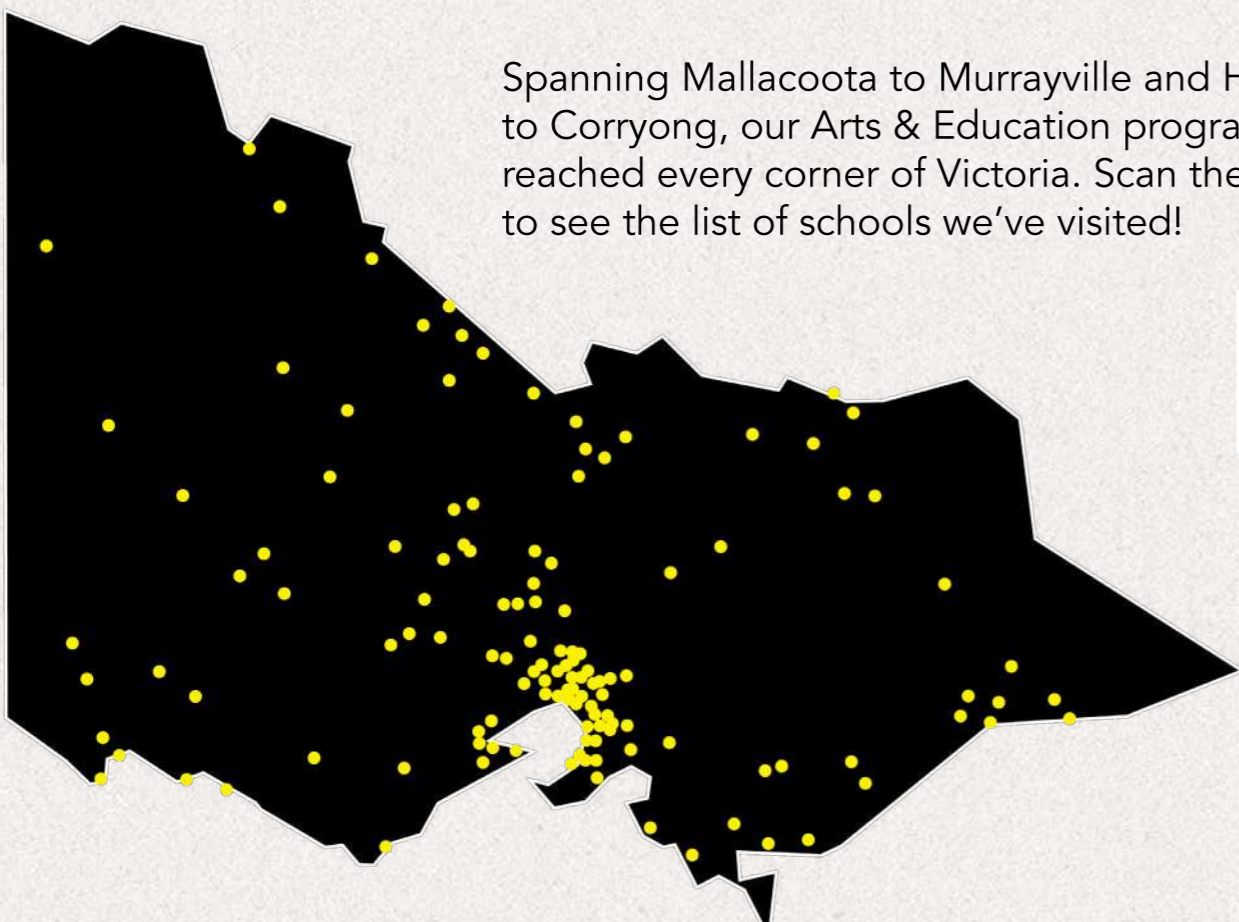 Spanning Mallacoota to Murrayville and
to Corryong, our Arts & Education
reached every corner of Victoria. Scan the
to see the list of schools we've visited!